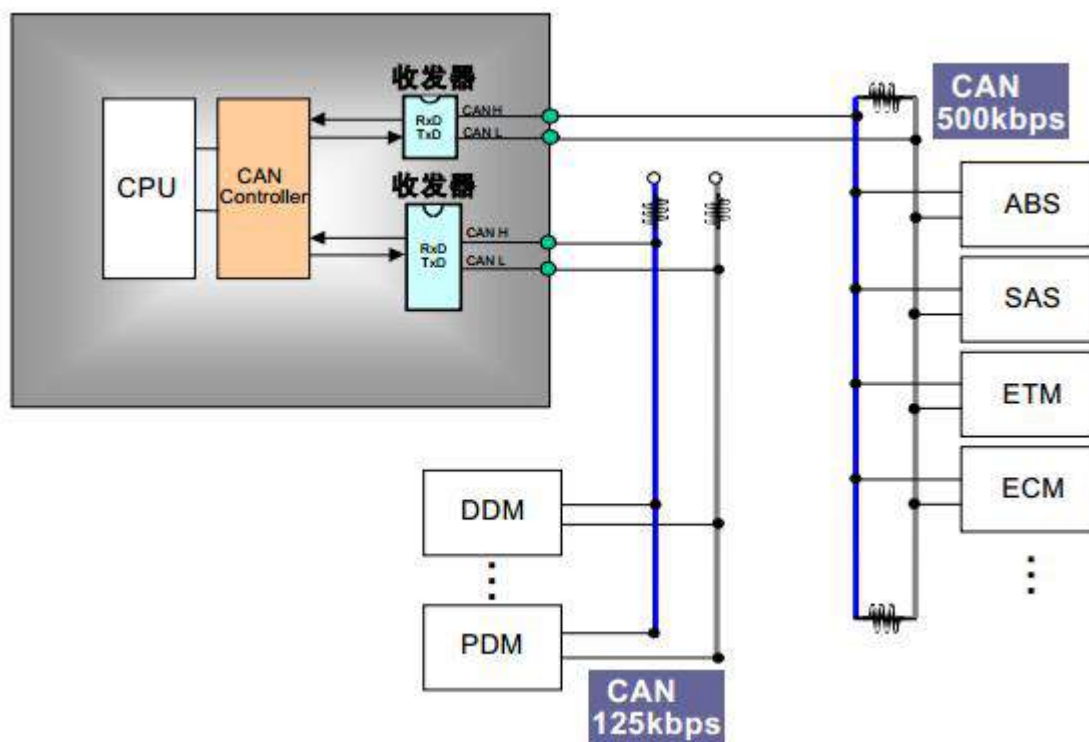 收发器
CAN H
RxD
TxD
CAN L
CAN
500kbps
CPU
CAN
Controller
收发器
CAN H
RxD
TxD
CAN L
ABS
SAS
ETM
ECM
DDM
PDM
CAN
125kbps